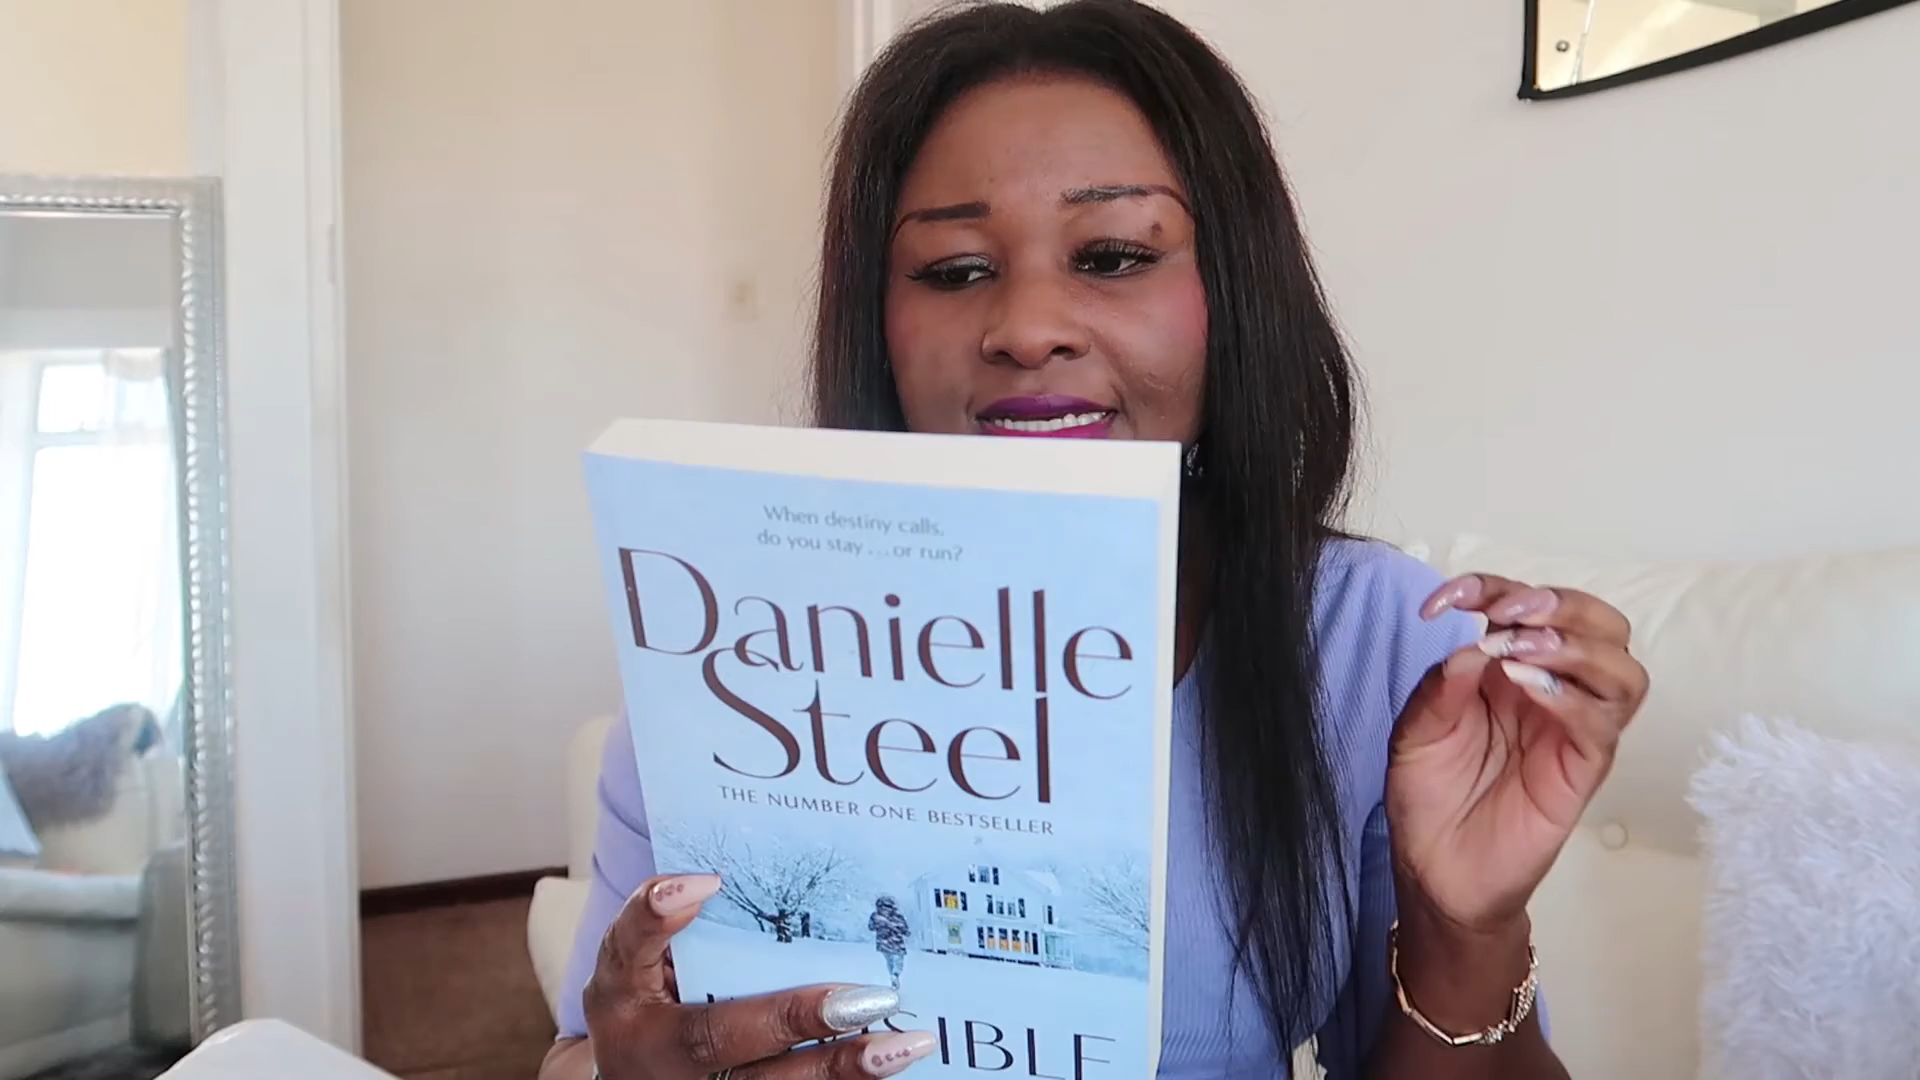 When destiny calls,
do you stay...or run?
Danielle
Steel
THE NUMBER ONE BESTSELLER